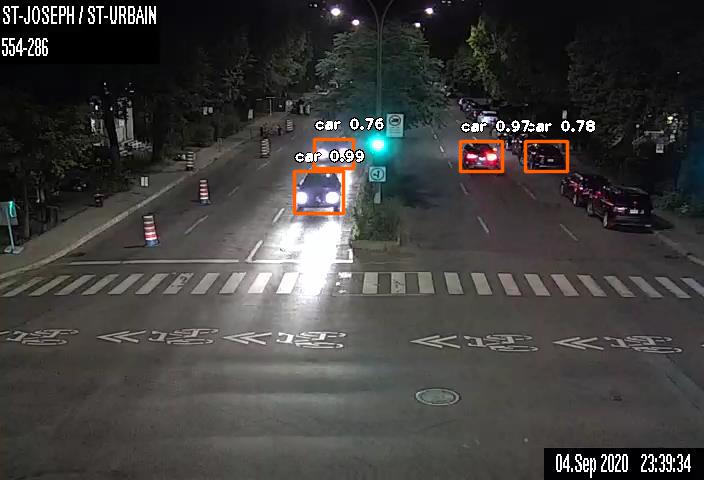 ST-JOSEPH / ST-URBAIN
554-286
car 0.76
car 0.97
car 0.78
car 0.99
04.Sep 2020 23:39:34